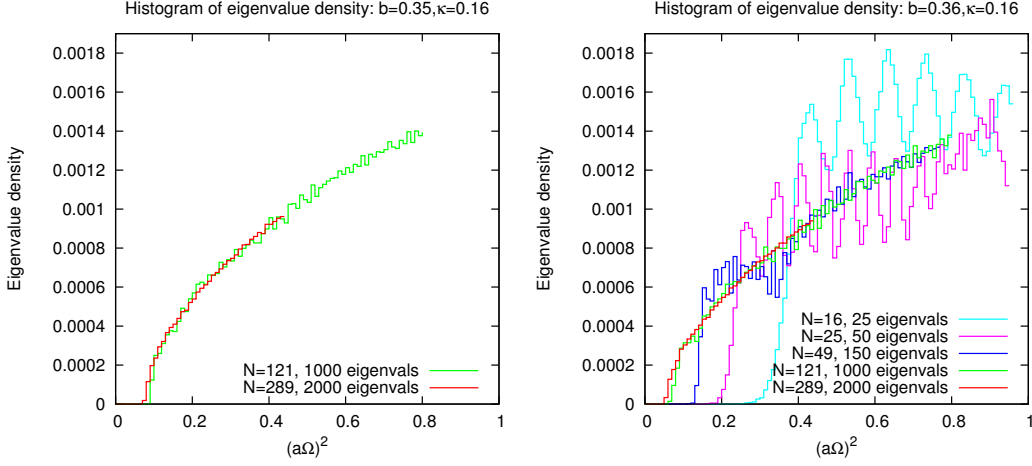 Histogram of eigenvalue density: b=0.35,κ=0.16
0.0018
0.0016
0.0014
0.0012
0.001
0.0008
0.0006
0.0004
0.0002
0
Eigenvalue density
N=121, 1000 eigenvals
N=289, 2000 eigenvals
0 0.2 0.4 0.6 0.8 1
(aΩ)²
Histogram of eigenvalue density: b=0.36,κ=0.16
0.0018
0.0016
0.0014
0.0012
0.001
0.0008
0.0006
0.0004
0.0002
0
Eigenvalue density
N=16, 25 eigenvals
N=25, 50 eigenvals
N=49, 150 eigenvals
N=121, 1000 eigenvals
N=289, 2000 eigenvals
0 0.2 0.4 0.6 0.8 1
(aΩ)²